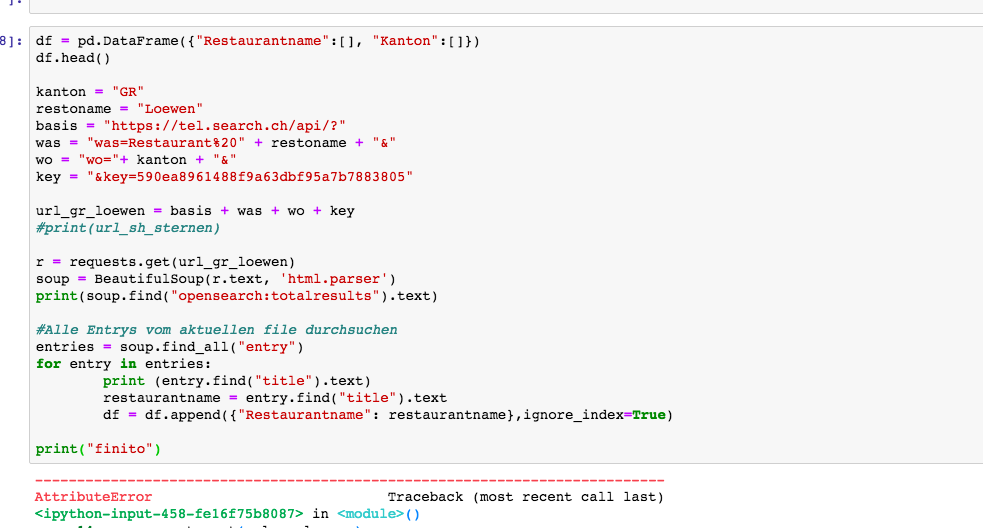 ]:
8]: df = pd.DataFrame({"Restaurantname":[], "Kanton":[]})
df.head()
kanton = "GR"
restoname = "Loewen"
basis = "https://tel.search.ch/api/?"
was = "was=Restaurant%20" + restoname + "&"
wo = "wo="+ kanton + "&"
key = "&key=590ea8961488f9a63dbf95a7b7883805"
url_gr_loewen = basis + was + wo + key
#print(url_sh_sternen)
r = requests.get(url_gr_loewen)
soup = BeautifulSoup(r.text, 'html.parser')
print(soup.find("opensearch:totalresults").text)
#Alle Entrys vom aktuellen file durchsuchen
entries = soup.find_all("entry")
for entry in entries:
print (entry.find("title").text)
restaurantname = entry.find("title").text
df = df.append({"Restaurantname": restaurantname},ignore_index=True)
print("finito")
---------------------------------------------------------------------------
AttributeError Traceback (most recent call last)
<ipython-input-458-fe16f75b8087> in <module>()